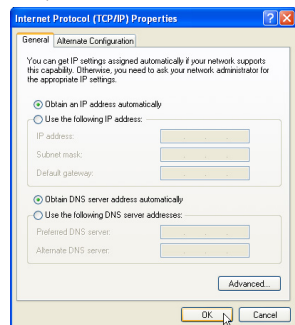 Internet Protocol (TCP/IP) Properties
General
Alternate Configuration
You can get IP settings assigned automatically if your network supports
this capability. Otherwise, you need to ask your network administrator for
the appropriate IP settings.
Obtain an IP address automatically
Use the following IP address:
IP address:
Subnet mask:
Default gateway:
Obtain DNS server address automatically
Use the following DNS server addresses:
Preferred DNS server:
Alternate DNS server:
Advanced...
OK
Cancel